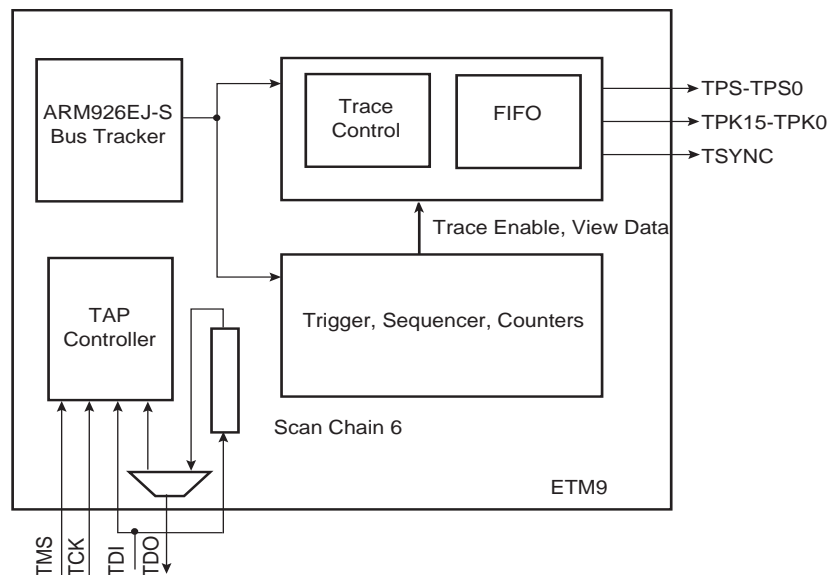 ARM926EJ-S
Bus Tracker
Trace
Control
FIFO
TPS-TPS0
TPK15-TPK0
TSYNC
Trace Enable, View Data
TAP
Controller
Trigger, Sequencer, Counters
Scan Chain 6
ETM9
TMS
TCK
TDI
TDO